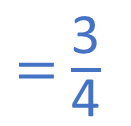 = 3/4